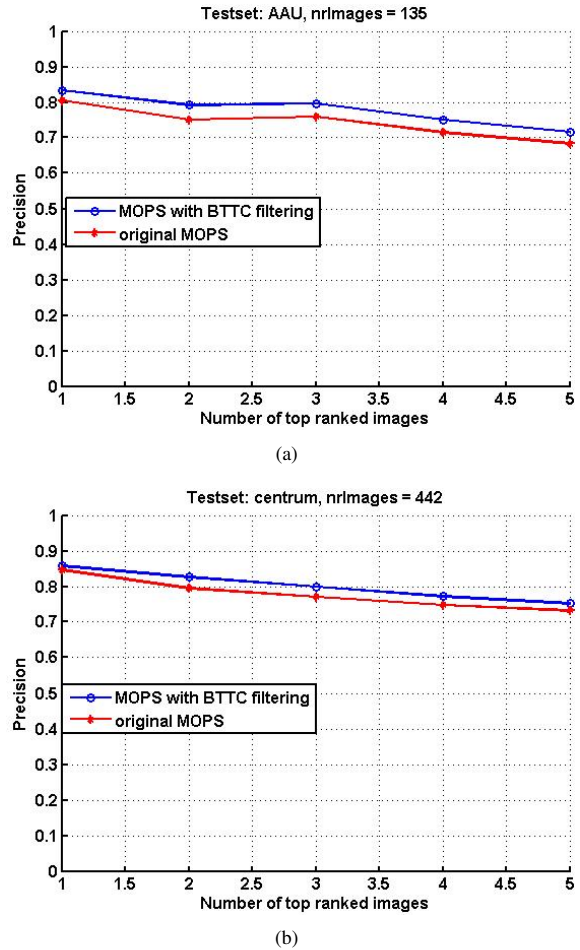 Testset: AAU, nrImages = 135
1
0.9
0.8
0.7
0.6
0.5
0.4
0.3
0.2
0.1
0
Precision
MOPS with BTTC filtering
original MOPS
1 1.5 2 2.5 3 3.5 4 4.5 5
Number of top ranked images
(a)
Testset: centrum, nrImages = 442
1
0.9
0.8
0.7
0.6
0.5
0.4
0.3
0.2
0.1
0
Precision
MOPS with BTTC filtering
original MOPS
1 1.5 2 2.5 3 3.5 4 4.5 5
Number of top ranked images
(b)